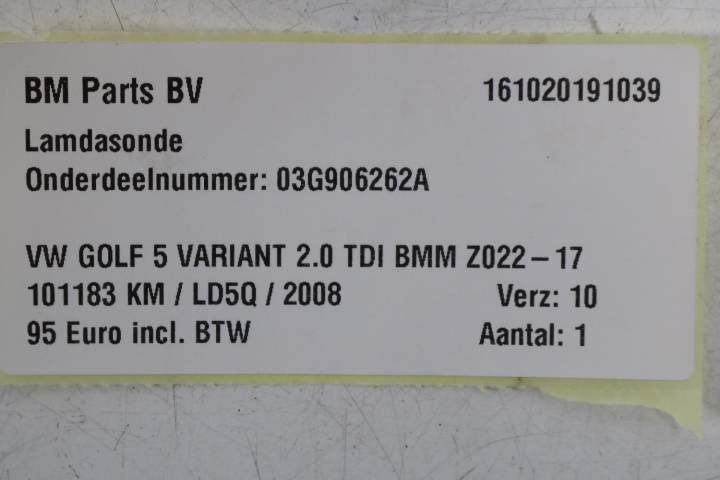 BM Parts BV 161020191039
Lamdasonde
Onderdeelnummer: 03G906262A
VW GOLF 5 VARIANT 2.0 TDI BMM Z022-17
101183 KM / LD5Q / 2008 Verz: 10
95 Euro incl. BTW Aantal: 1